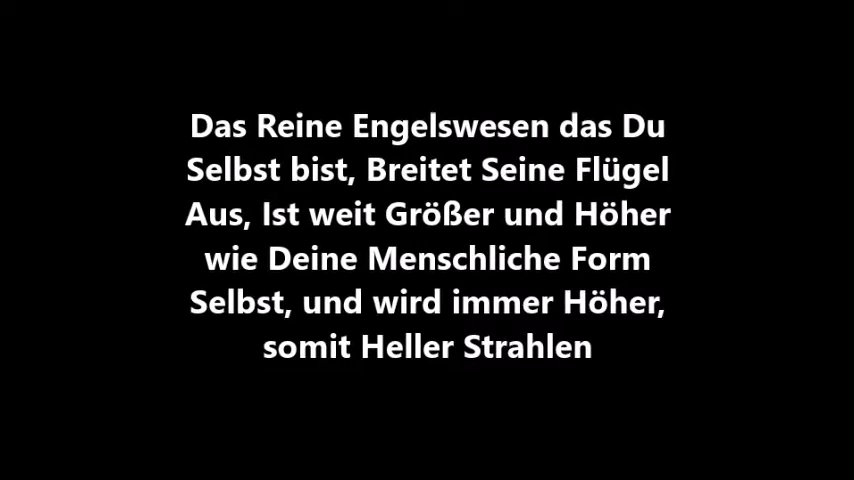 Das Reine Engelswesen das Du
Selbst bist, Breitet Seine Flügel
Aus, Ist weit Größer und Höher
wie Deine Menschliche Form
Selbst, und wird immer Höher,
somit Heller Strahlen